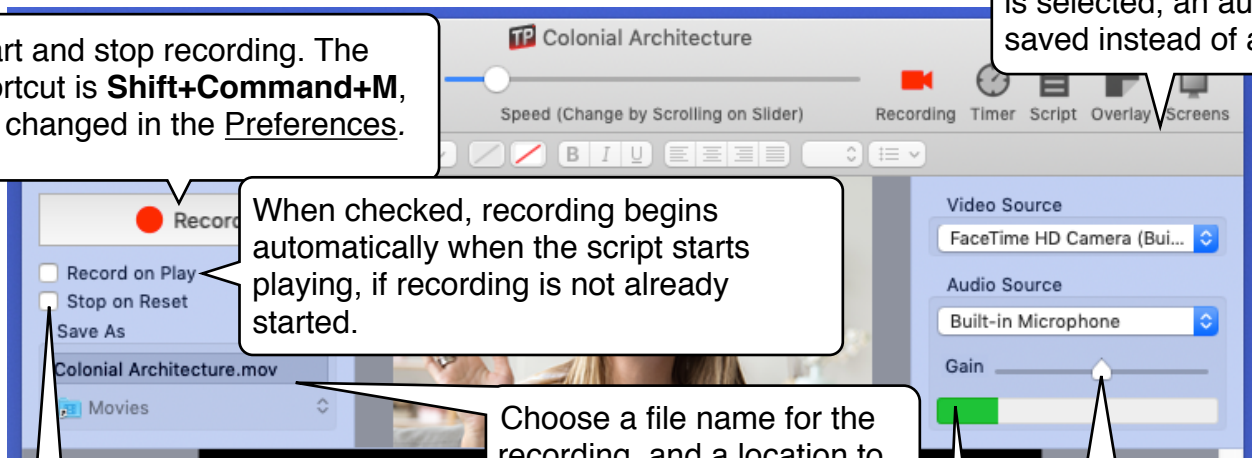 is selected, an au
saved instead of a
art and stop recording. The
ortcut is Shift+Command+M,
changed in the Preferences.
TP Colonial Architecture
Speed (Change by Scrolling on Slider)
Recording Timer Script Overlay Screens
B I U
Record
When checked, recording begins
automatically when the script starts
playing, if recording is not already
started.
Record on Play
Stop on Reset
Save As
Colonial Architecture.mov
Movies
Video Source
FaceTime HD Camera (Bui...
Audio Source
Built-in Microphone
Gain
Choose a file name for the
recording, and a location to